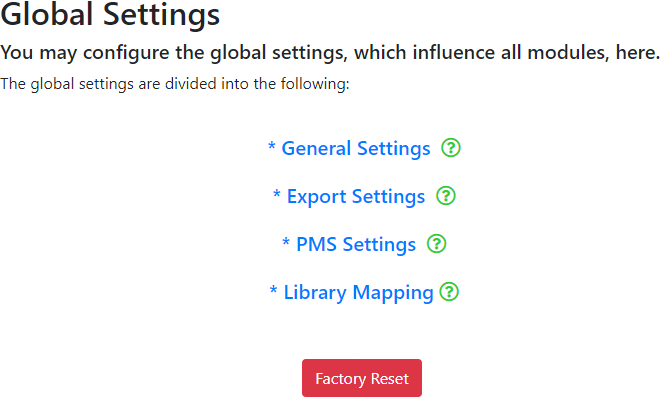 Global Settings
You may configure the global settings, which influence all modules, here.
The global settings are divided into the following:
* General Settings ?
* Export Settings ?
* PMS Settings ?
* Library Mapping ?
Factory Reset